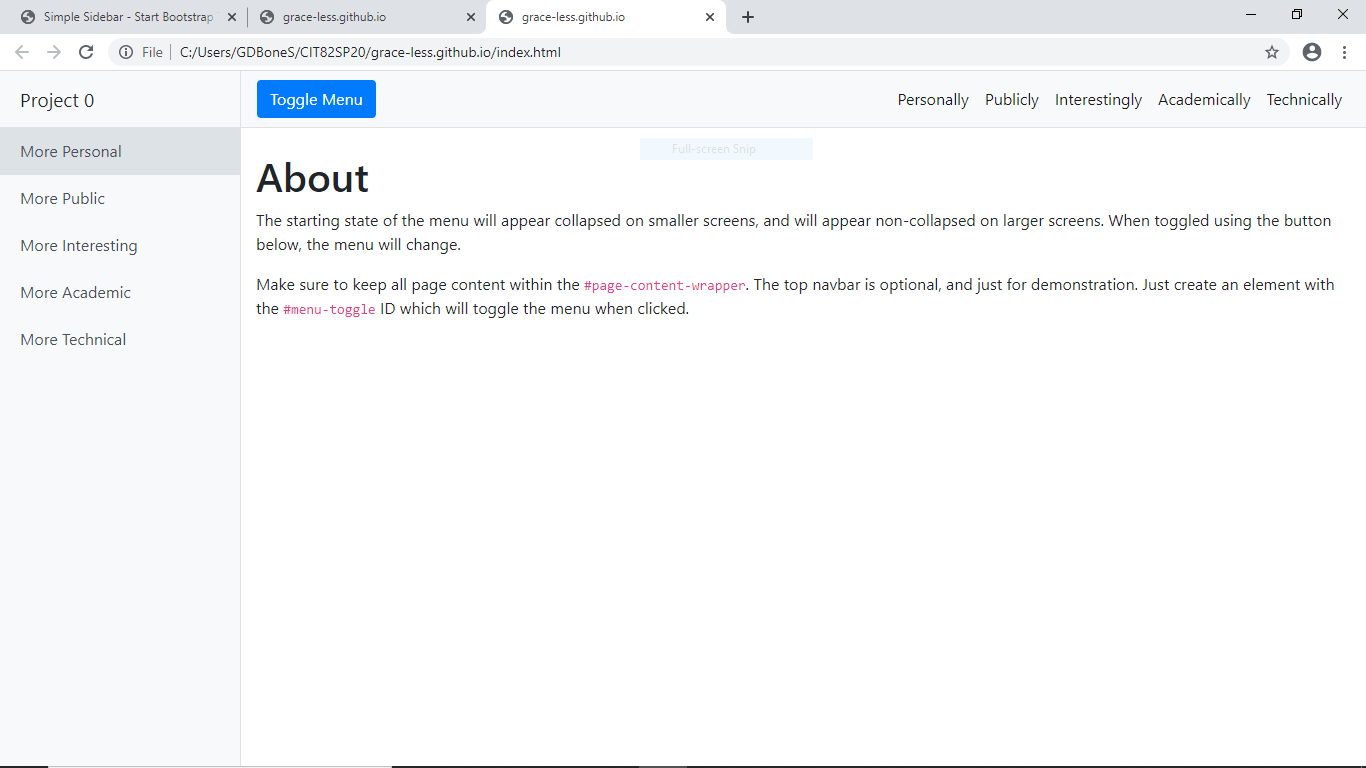 Simple Sidebar - Start Bootstrap
grace-less.github.io
grace-less.github.io
File
C:/Users/GDBoneS/CIT82SP20/grace-less.github.io/index.html
Project 0
Toggle Menu
Personally Publicly Interestingly Academically Technically
More Personal
More Public
More Interesting
More Academic
More Technical
Full-screen Snip
About
The starting state of the menu will appear collapsed on smaller screens, and will appear non-collapsed on larger screens. When toggled using the button
below, the menu will change.
Make sure to keep all page content within the #page-content-wrapper. The top navbar is optional, and just for demonstration. Just create an element with
the #menu-toggle ID which will toggle the menu when clicked.